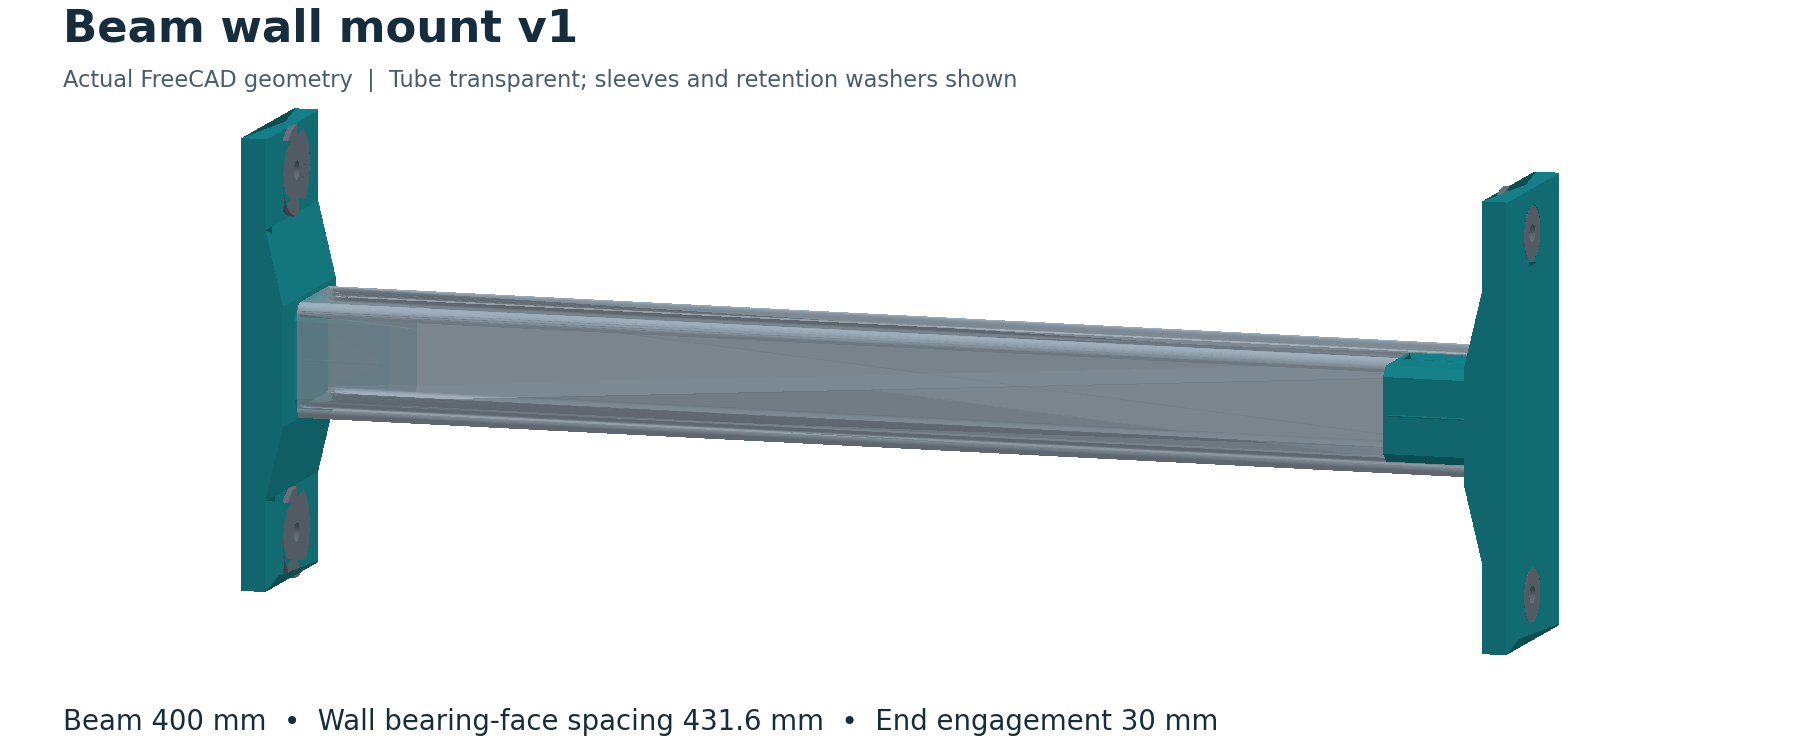 Beam wall mount v1
Actual FreeCAD geometry | Tube transparent; sleeves and retention washers shown
Beam 400 mm • Wall bearing-face spacing 431.6 mm • End engagement 30 mm